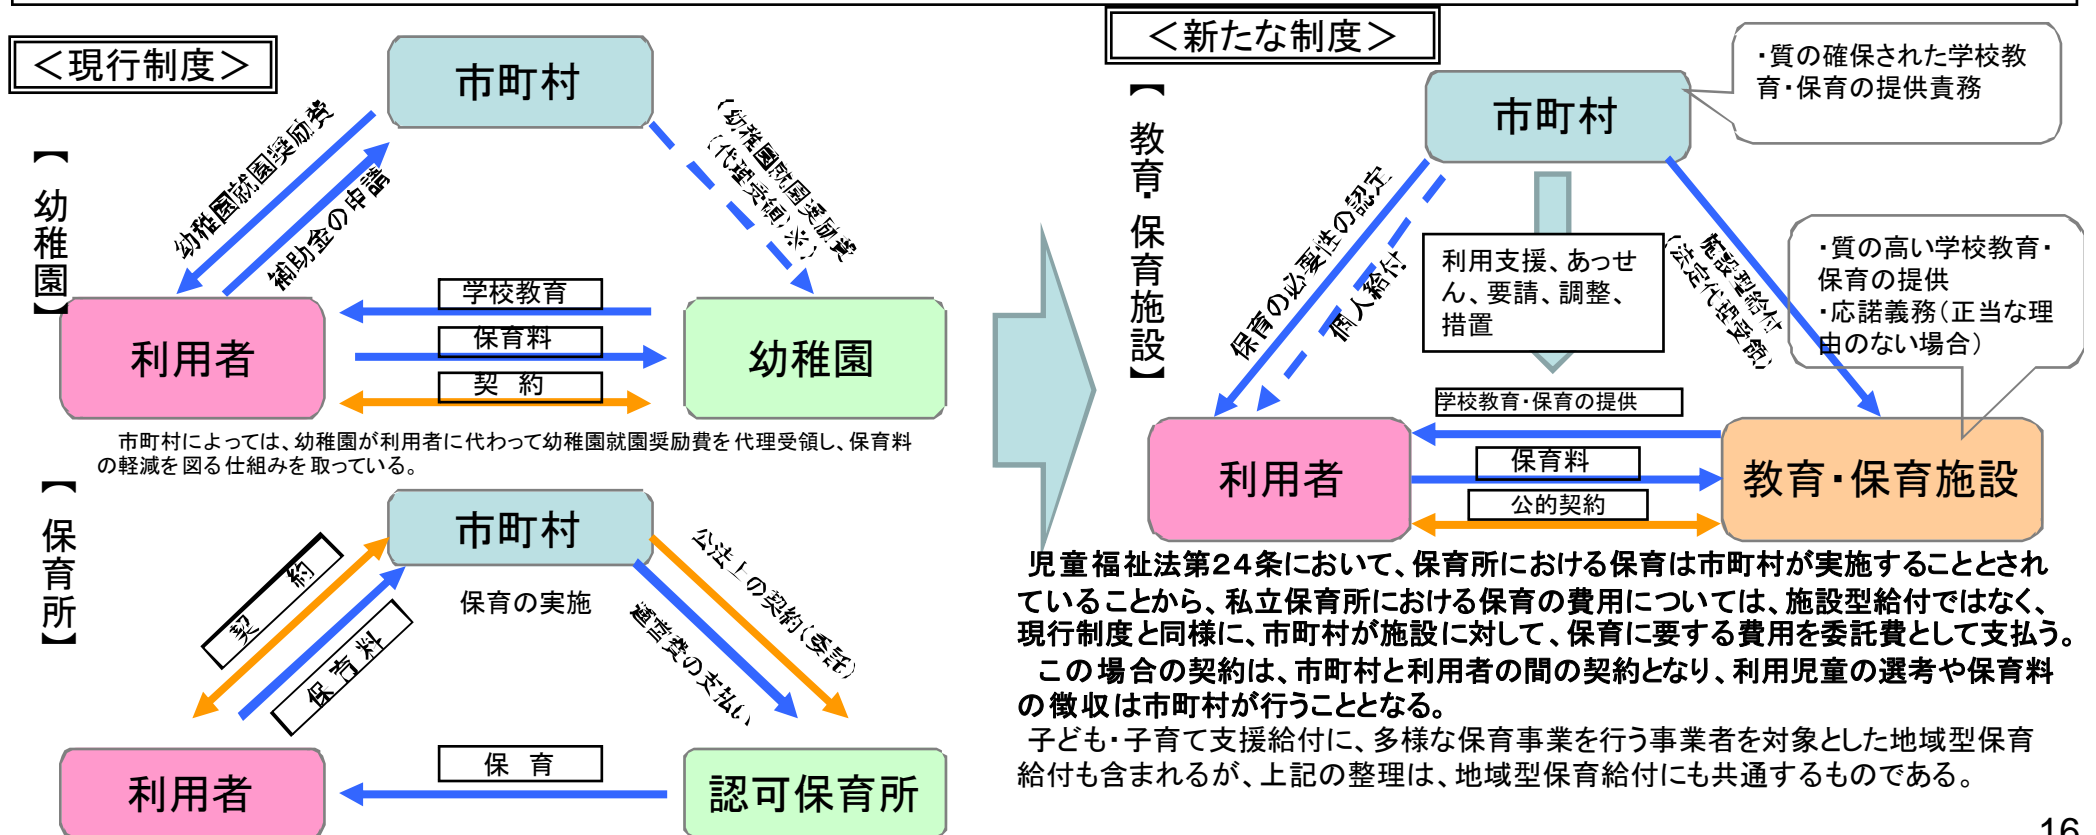 ＜現行制度＞
【幼稚園】
市町村
幼稚園就園奨励費
補助金の申請
(幼稚園就園奨励費
(代理受領)※)
学校教育
保育料
契　約
利用者
幼稚園
市町村によっては、幼稚園が利用者に代わって幼稚園就園奨励費を代理受領し、保育料
の軽減を図る仕組みを取っている。
【保育所】
市町村
保育の実施
契　約
保育料
公法上の契約(委託)
運営費の支払い
保　育
利用者
認可保育所
＜新たな制度＞
【教育・保育施設】
市町村
・質の確保された学校教
育・保育の提供責務
保育の必要性の認定
個人給付
利用支援、あっせ
ん、要請、調整、
措置
施設型給付
(法定代理受領)
・質の高い学校教育・
保育の提供
・応諾義務(正当な理
由のない場合)
学校教育・保育の提供
保育料
公的契約
利用者
教育・保育施設
児童福祉法第２４条において、保育所における保育は市町村が実施することとされ
ていることから、私立保育所における保育の費用については、施設型給付ではなく、
現行制度と同様に、市町村が施設に対して、保育に要する費用を委託費として支払う。
この場合の契約は、市町村と利用者の間の契約となり、利用児童の選考や保育料
の徴収は市町村が行うこととなる。
子ども・子育て支援給付に、多様な保育事業を行う事業者を対象とした地域型保育
給付も含まれるが、上記の整理は、地域型保育給付にも共通するものである。
16